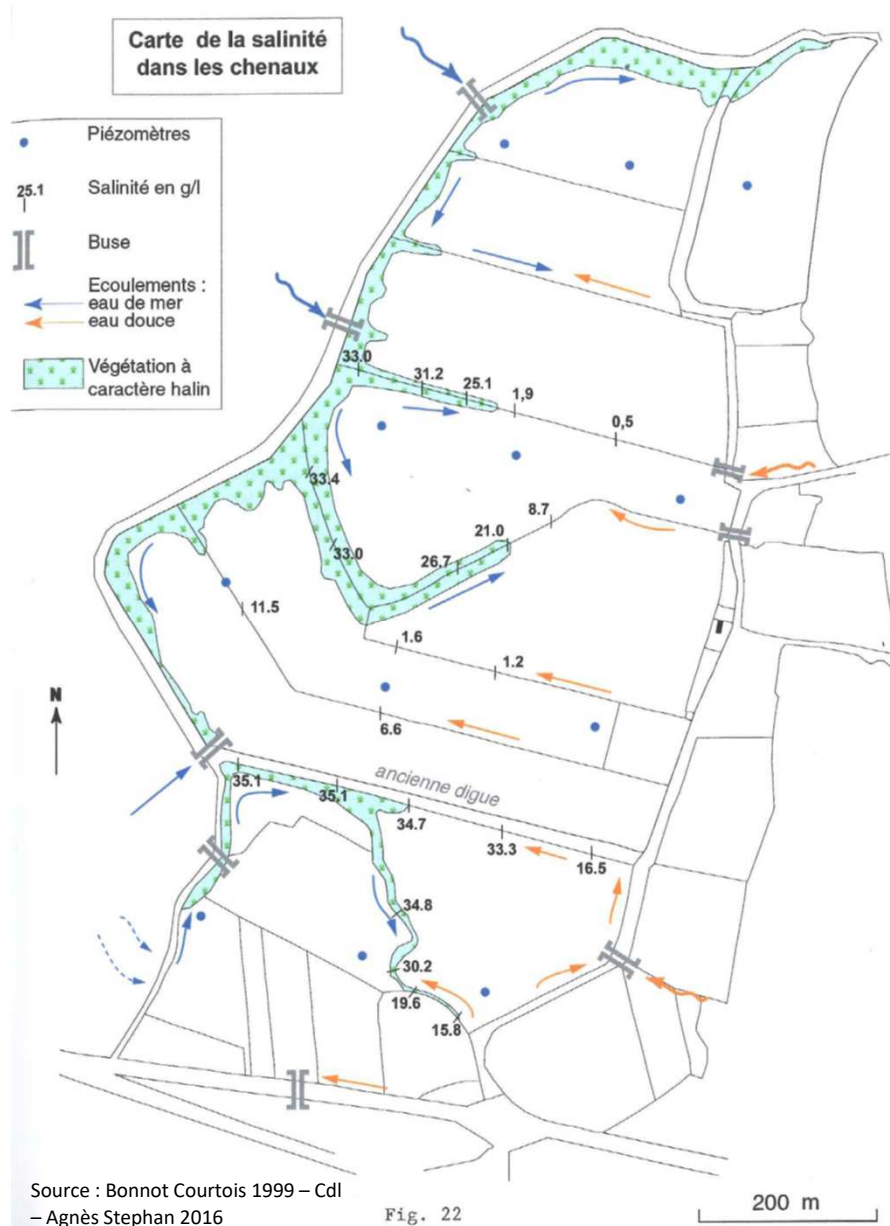 Carte de la salinité
dans les chenaux
Piézomètres
25.1
Salinité en g/l
Buse
Ecoulements :
eau de mer
eau douce
Végétation à
caractère halin
33.0
31.2
25.1
1,9
0,5
33.4
33.0
26.7
21.0
8.7
11.5
1.6
1.2
6.6
N
ancienne digue
35.1
35.1
34.7
33.3
16.5
34.8
30.2
19.6
15.8
Source : Bonnot Courtois 1999 – Cdl
– Agnès Stephan 2016
Fig. 22
200 m